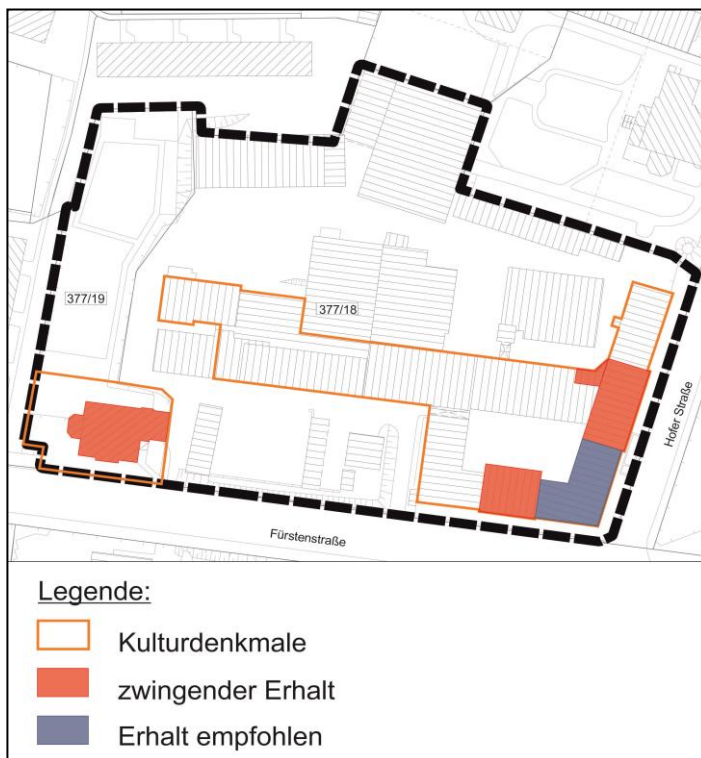 377/19
377/18
Hofer Straße
Fürstenstraße
Legende:
Kulturdenkmale
zwingender Erhalt
Erhalt empfohlen